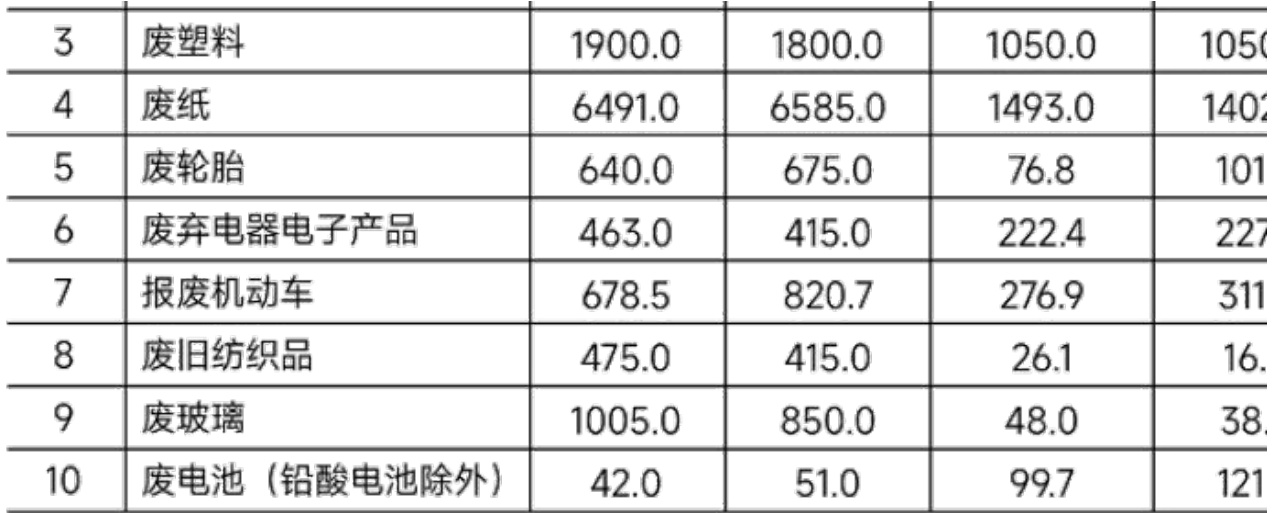 3 废塑料 1900.0 1800.0 1050.0 1050
4 废纸 6491.0 6585.0 1493.0 1402
5 废轮胎 640.0 675.0 76.8 101
6 废弃电器电子产品 463.0 415.0 222.4 227
7 报废机动车 678.5 820.7 276.9 311
8 废旧纺织品 475.0 415.0 26.1 16.
9 废玻璃 1005.0 850.0 48.0 38.
10 废电池（铅酸电池除外） 42.0 51.0 99.7 121